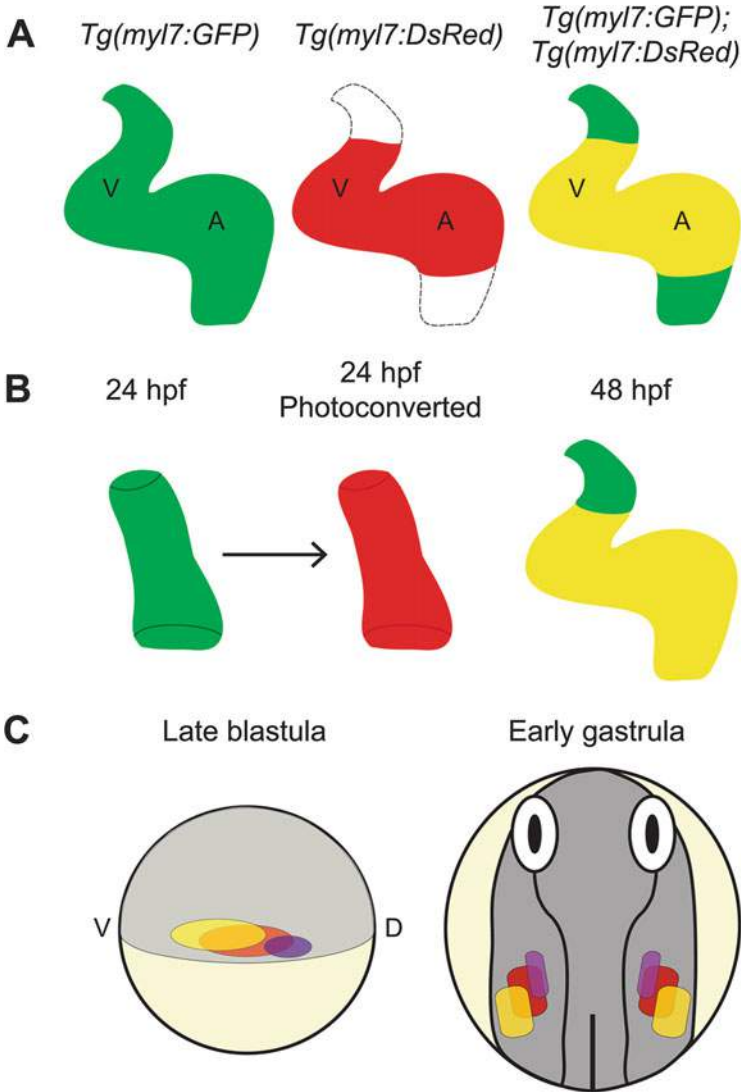 A
Tg(myl7:GFP)
Tg(myl7:DsRed)
Tg(myl7:GFP);
Tg(myl7:DsRed)
V
A
V
A
V
A
B
24 hpf
24 hpf
Photoconverted
48 hpf
C
Late blastula
Early gastrula
V
D